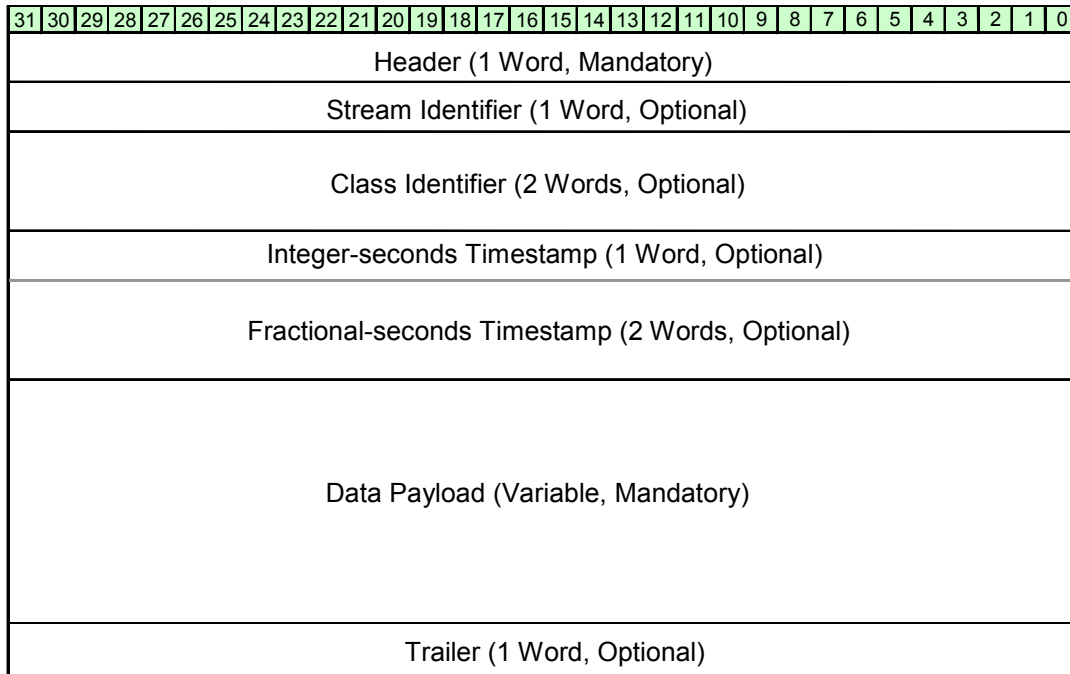 31 30 29 28 27 26 25 24 23 22 21 20 19 18 17 16 15 14 13 12 11 10 9 8 7 6 5 4 3 2 1 0
Header (1 Word, Mandatory)
Stream Identifier (1 Word, Optional)
Class Identifier (2 Words, Optional)
Integer-seconds Timestamp (1 Word, Optional)
Fractional-seconds Timestamp (2 Words, Optional)
Data Payload (Variable, Mandatory)
Trailer (1 Word, Optional)